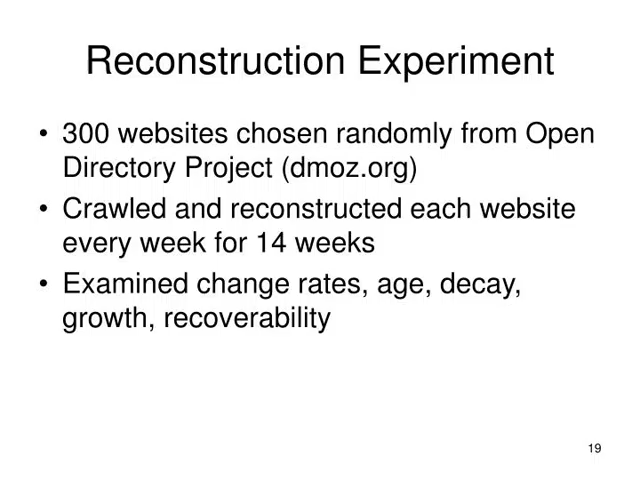 Reconstruction Experiment
• 300 websites chosen randomly from Open
Directory Project (dmoz.org)
• Crawled and reconstructed each website
every week for 14 weeks
• Examined change rates, age, decay,
growth, recoverability
19